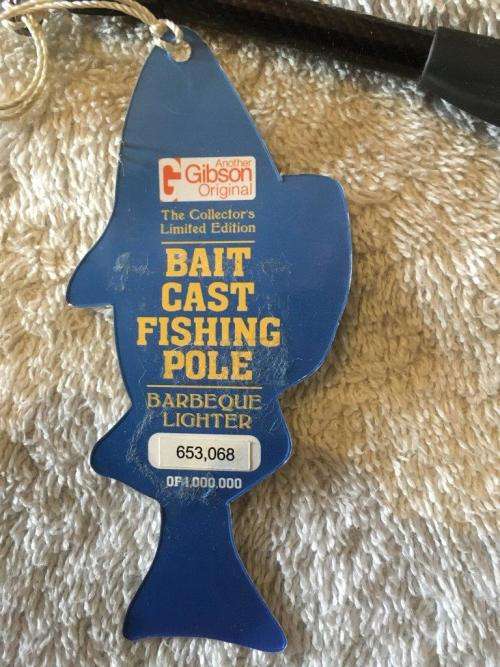 Another
Gibson
Original
The Collector's
Limited Edition
BAIT
CAST
FISHING
POLE
BARBEQUE
LIGHTER
653,068
OF 1,000,000